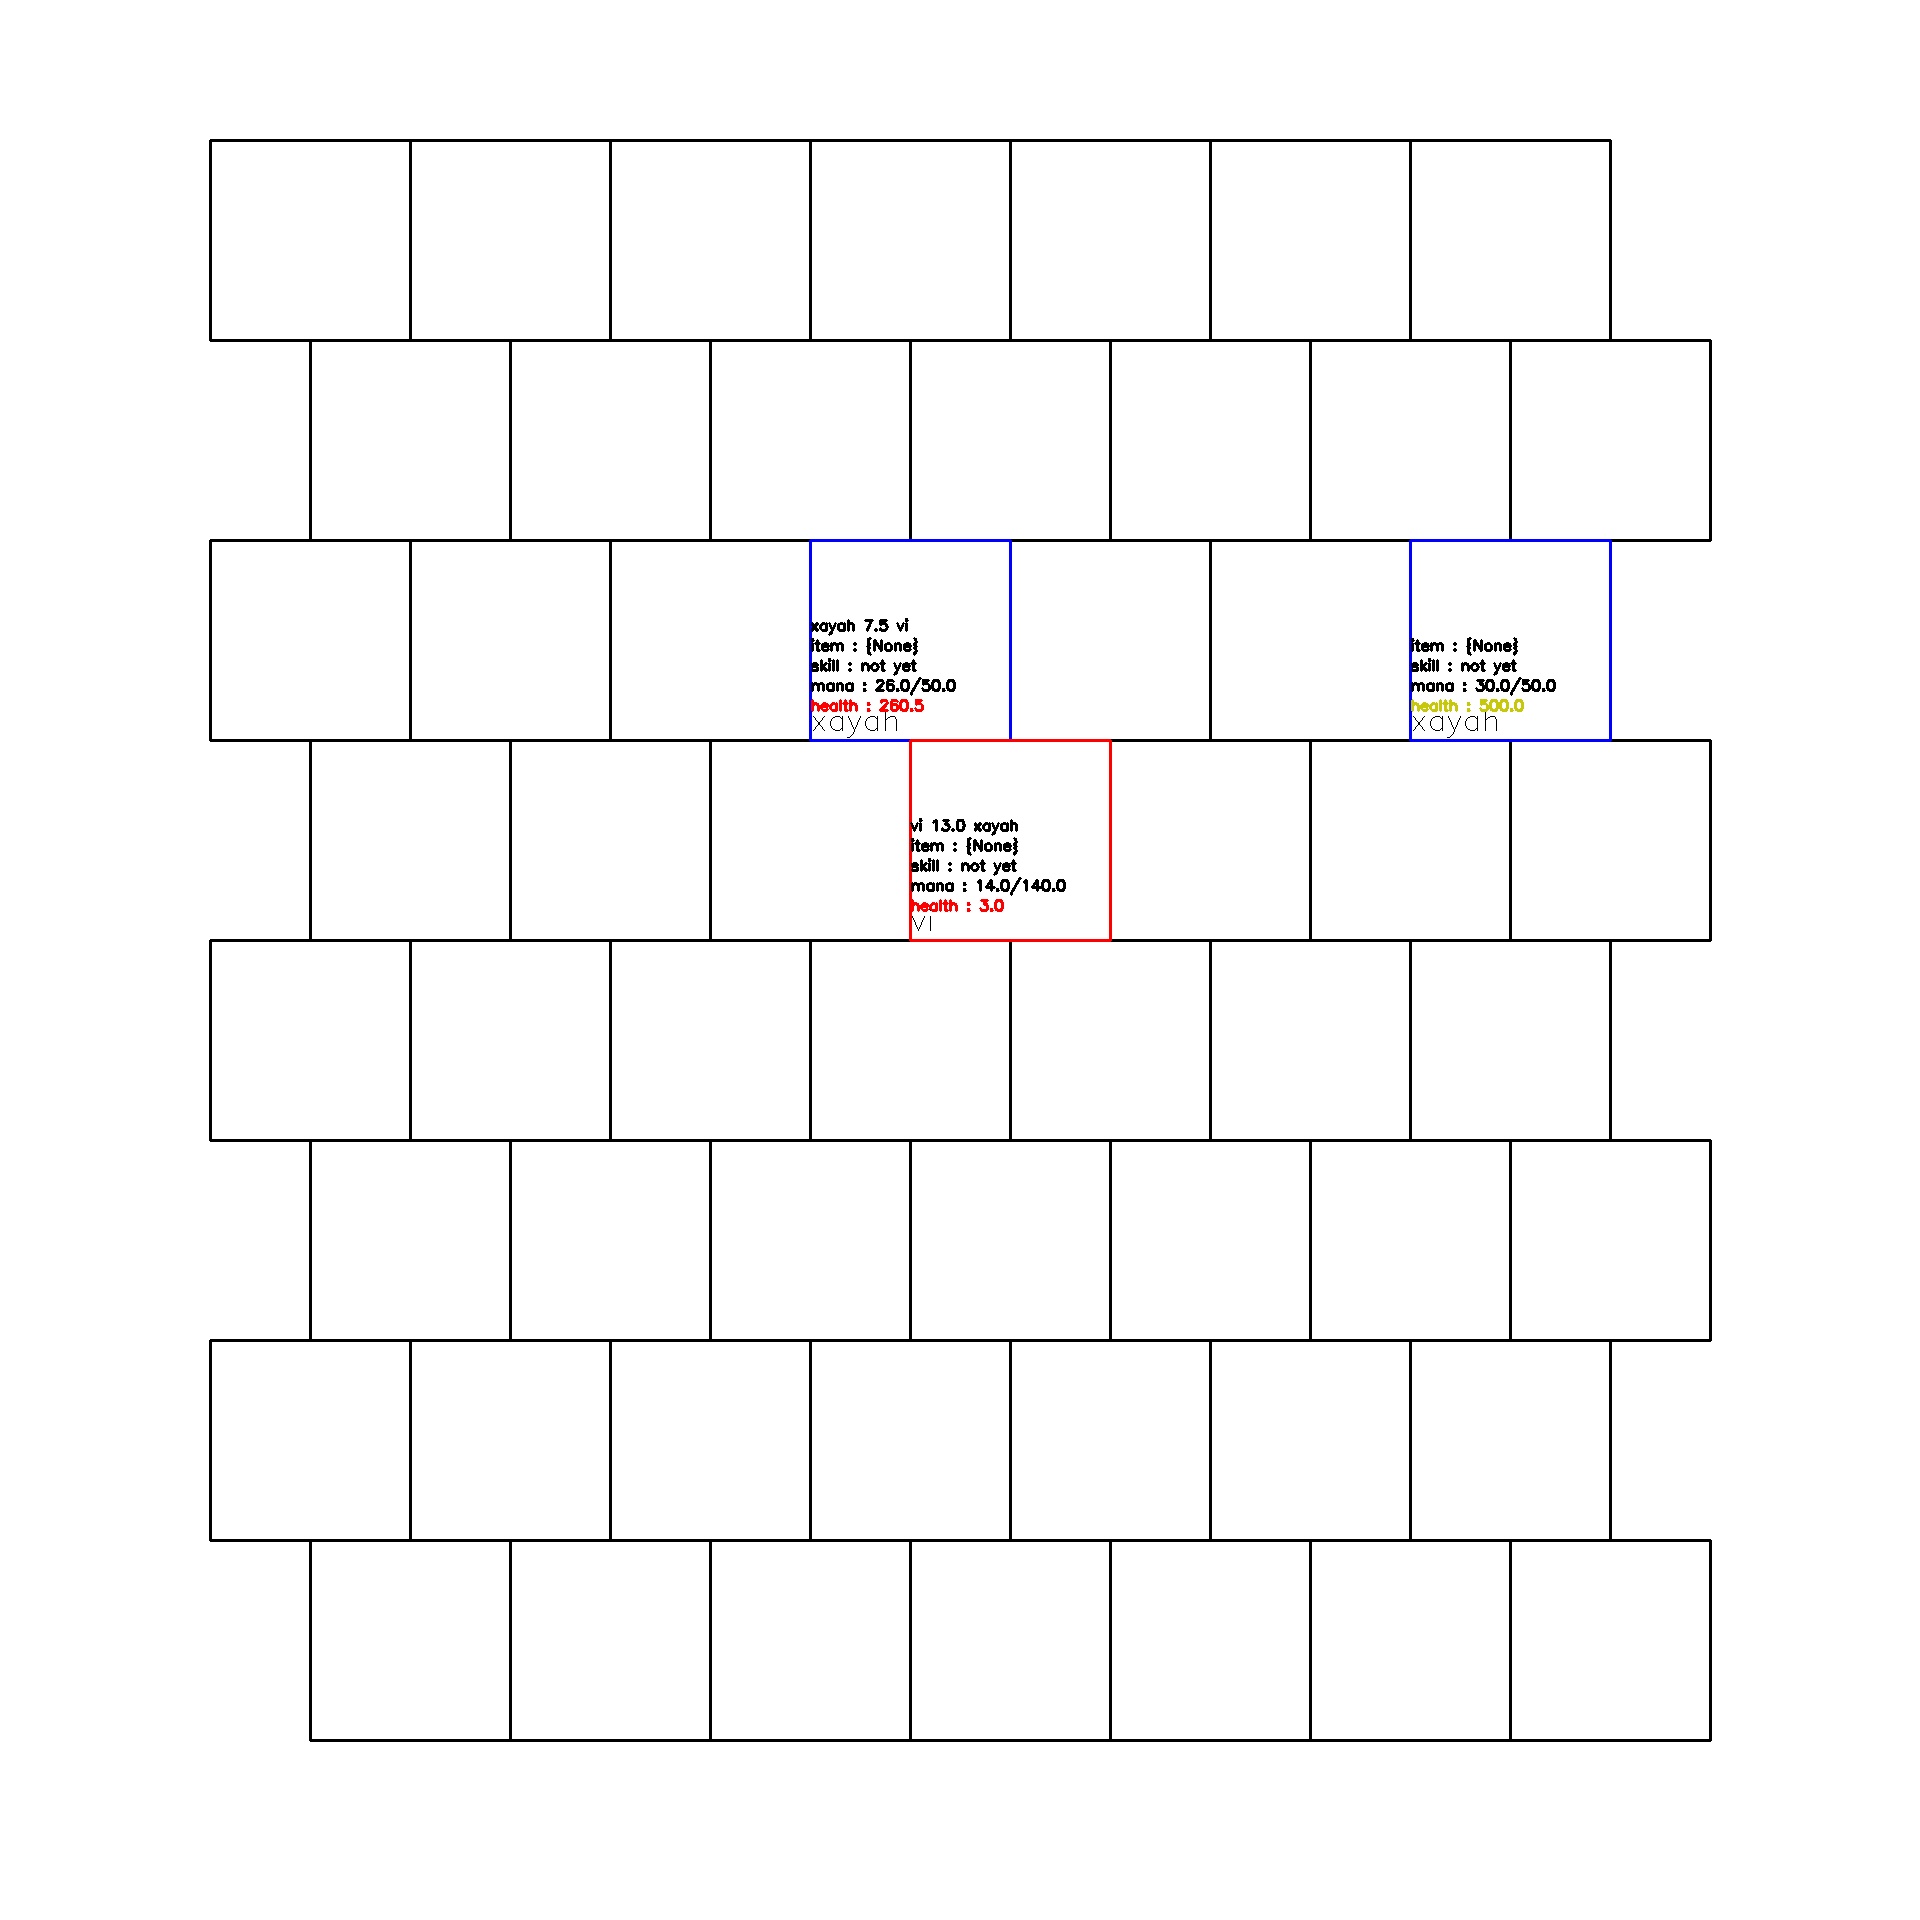 xayah 7.5 vi
item : {None}
skill : not yet
mana : 26.0/50.0
health : 260.5
xayah
item : {None}
skill : not yet
mana : 30.0/50.0
health : 500.0
xayah
vi 13.0 xayah
item : {None}
skill : not yet
mana : 14.0/140.0
health : 3.0
vi